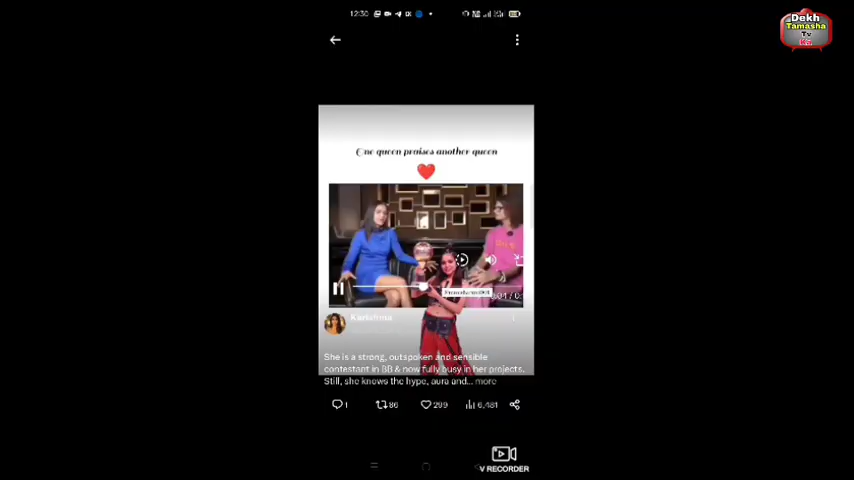 12:30
Dekh
Tamasha
Tv
Ka
One queen praises another queen
Karishma
She is a strong, outspoken and sensible
contestant in BB & now fully busy in her projects.
Still, she knows the hype, aura and... more
1
86
299
6,481
V RECORDER